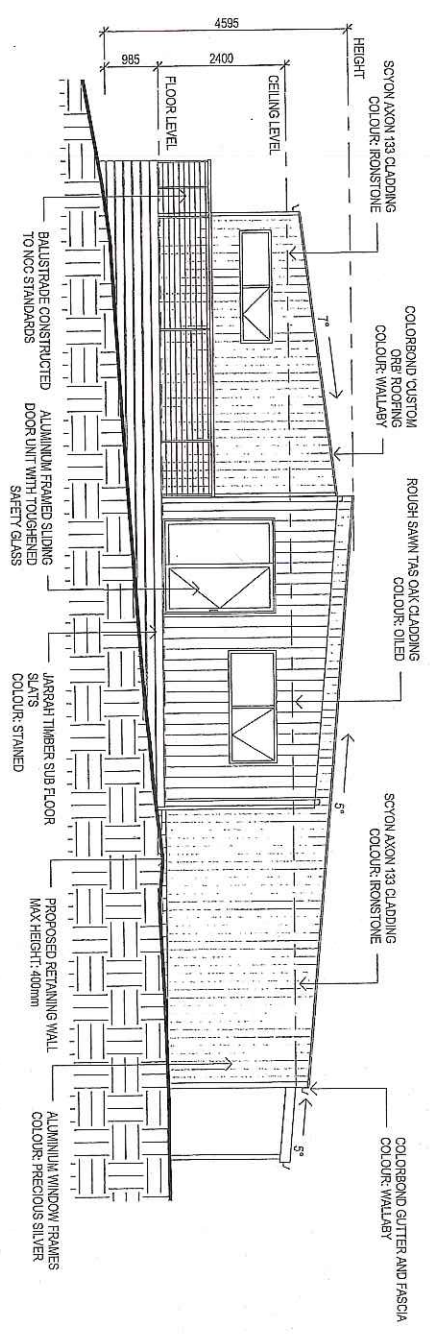 4595
985
2400
HEIGHT
CEILING LEVEL
FLOOR LEVEL
SCYON AXON 133 CLADDING
COLOUR: IRONSTONE
COLORBOND 'CUSTOM
ORB' ROOFING
COLOUR: WALLABY
ROUGH SAWN TAS OAK CLADDING
COLOUR: OILED
SCYON AXON 133 CLADDING
COLOUR: IRONSTONE
COLORBOND GUTTER AND FASCIA
COLOUR: WALLABY
7°
5°
5°
BALUSTRADE CONSTRUCTED
TO NCC STANDARDS
ALUMINIUM FRAMED SLIDING
DOOR UNIT WITH TOUGHENED
SAFETY GLASS
JARRAH TIMBER SUB FLOOR
SLATS
COLOUR: STAINED
PROPOSED RETAINING WALL
MAX HEIGHT: 400mm
ALUMINIUM WINDOW FRAMES
COLOUR: PRECIOUS SILVER